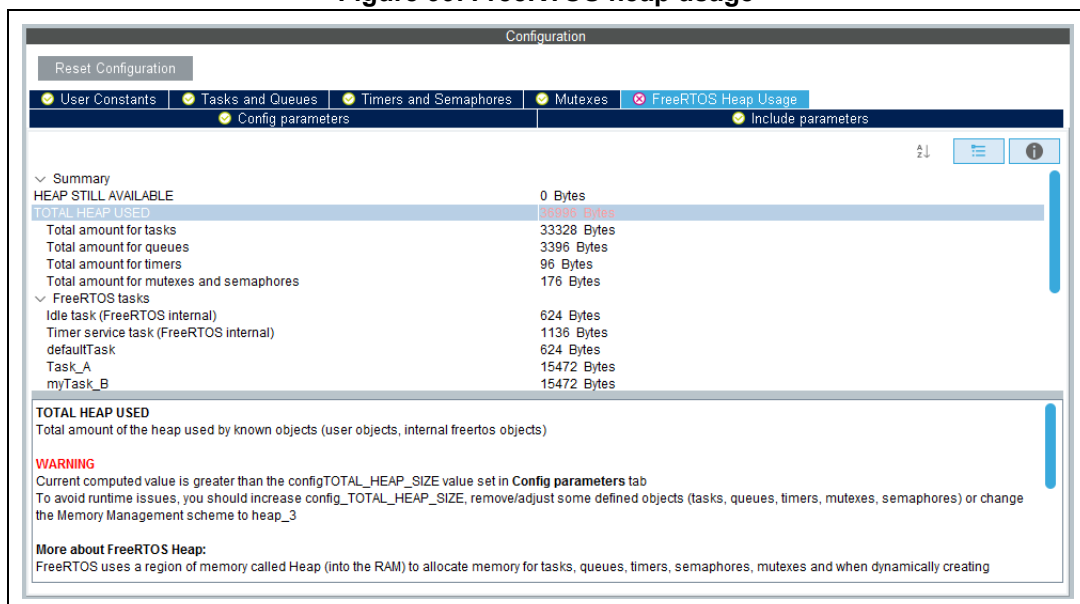 Configuration
Reset Configuration
User Constants Tasks and Queues Timers and Semaphores Mutexes FreeRTOS Heap Usage
Config parameters Include parameters
Summary
HEAP STILL AVAILABLE 0 Bytes
TOTAL HEAP USED 36996 Bytes
Total amount for tasks 33328 Bytes
Total amount for queues 3396 Bytes
Total amount for timers 96 Bytes
Total amount for mutexes and semaphores 176 Bytes
FreeRTOS tasks
Idle task (FreeRTOS internal) 624 Bytes
Timer service task (FreeRTOS internal) 1136 Bytes
defaultTask 624 Bytes
Task_A 15472 Bytes
myTask_B 15472 Bytes
TOTAL HEAP USED
Total amount of the heap used by known objects (user objects, internal freertos objects)
WARNING
Current computed value is greater than the configTOTAL_HEAP_SIZE value set in Config parameters tab
To avoid runtime issues, you should increase config_TOTAL_HEAP_SIZE, remove/adjust some defined objects (tasks, queues, timers, mutexes, semaphores) or change
the Memory Management scheme to heap_3
More about FreeRTOS Heap:
FreeRTOS uses a region of memory called Heap (into the RAM) to allocate memory for tasks, queues, timers, semaphores, mutexes and when dynamically creating